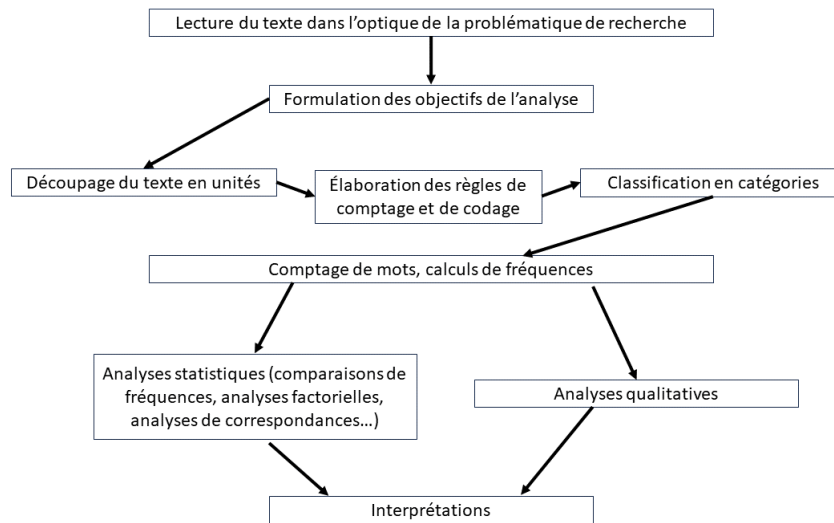 Lecture du texte dans l’optique de la problématique de recherche
Formulation des objectifs de l’analyse
Découpage du texte en unités
Élaboration des règles de
comptage et de codage
Classification en catégories
Comptage de mots, calculs de fréquences
Analyses statistiques (comparaisons de
fréquences, analyses factorielles,
analyses de correspondances…)
Analyses qualitatives
Interprétations